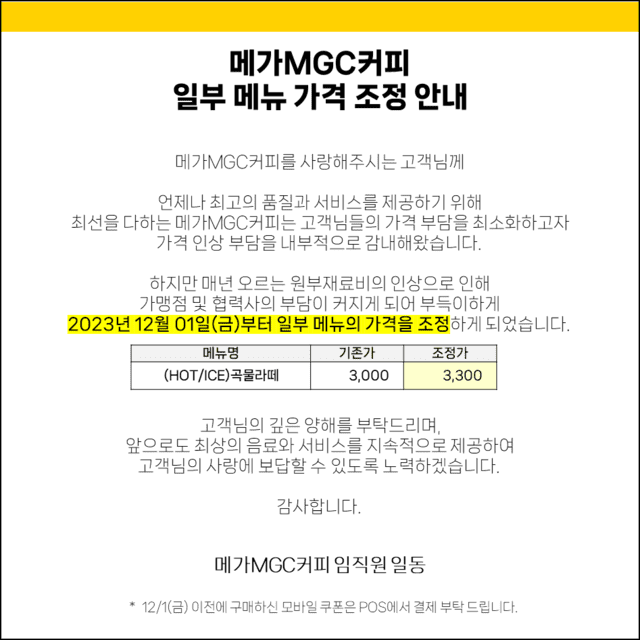 메가MGC커피
일부 메뉴 가격 조정 안내
메가MGC커피를 사랑해주시는 고객님께
언제나 최고의 품질과 서비스를 제공하기 위해
최선을 다하는 메가MGC커피는 고객님들의 가격 부담을 최소화하고자
가격 인상 부담을 내부적으로 감내해왔습니다.
하지만 매년 오르는 원부재료비의 인상으로 인해
가맹점 및 협력사의 부담이 커지게 되어 부득이하게
2023년 12월 01일(금)부터 일부 메뉴의 가격을 조정하게 되었습니다.
메뉴명 기존가 조정가
(HOT/ICE)곡물라떼 3,000 3,300
고객님의 깊은 양해를 부탁드리며,
앞으로도 최상의 음료와 서비스를 지속적으로 제공하여
고객님의 사랑에 보답할 수 있도록 노력하겠습니다.
감사합니다.
메가MGC커피 임직원 일동
* 12/1(금) 이전에 구매하신 모바일 쿠폰은 POS에서 결제 부탁 드립니다.